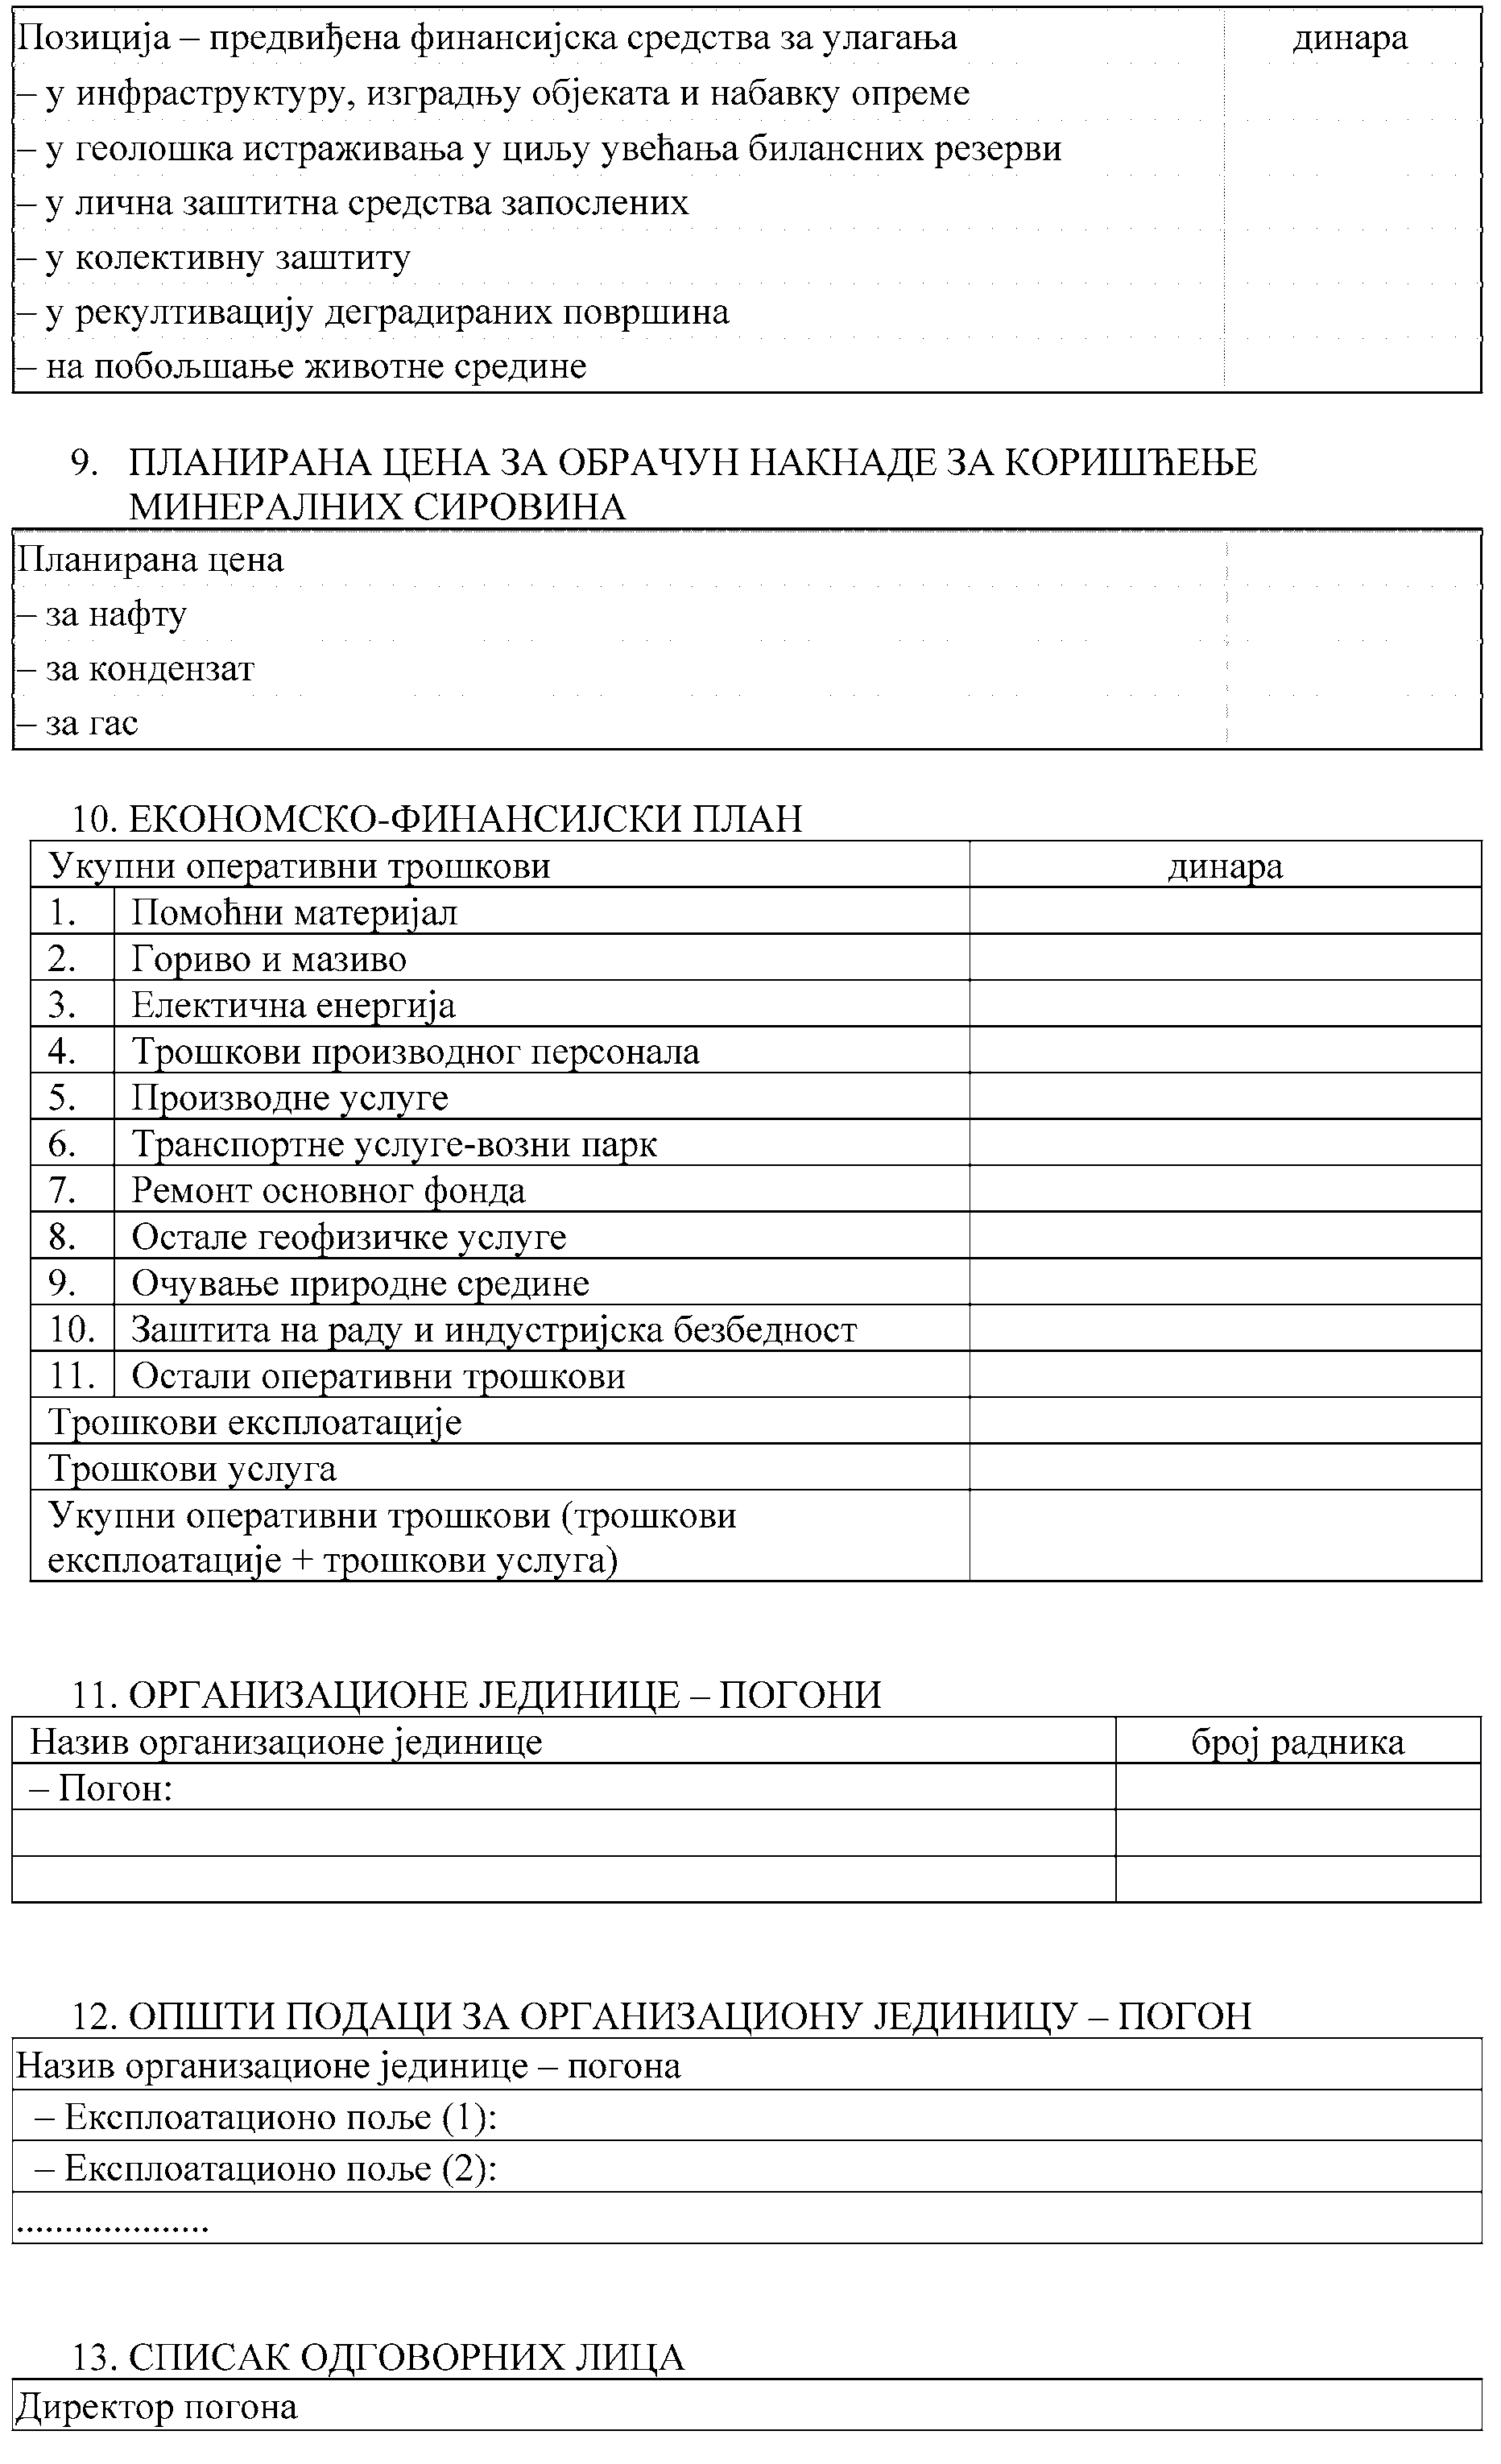 Позиција – предвиђена финансијска средства за улагања динара
– у инфраструктуру, изградњу објеката и набавку опреме
– у геолошка истраживања у циљу увећања билансних резерви
– у лична заштитна средства запослених
– у колективну заштиту
– у рекултивацију деградираних површина
– на побољшање животне средине
9. ПЛАНИРАНА ЦЕНА ЗА ОБРАЧУН НАКНАДЕ ЗА КОРИШЋЕЊЕ
МИНЕРАЛНИХ СИРОВИНА
Планирана цена
– за нафту
– за кондензат
– за гас
10. ЕКОНОМСКО-ФИНАНСИЈСКИ ПЛАН
Укупни оперативни трошкови динара
1. Помоћни материјал
2. Гориво и мазиво
3. Електична енергија
4. Трошкови производног персонала
5. Производне услуге
6. Транспортне услуге-возни парк
7. Ремонт основног фонда
8. Остале геофизичке услуге
9. Очување природне средине
10. Заштита на раду и индустријска безбедност
11. Остали оперативни трошкови
Трошкови експлоатације
Трошкови услуга
Укупни оперативни трошкови (трошкови
експлоатације + трошкови услуга)
11. ОРГАНИЗАЦИОНЕ ЈЕДИНИЦЕ – ПОГОНИ
Назив организационе јединице број радника
– Погон:
12. ОПШТИ ПОДАЦИ ЗА ОРГАНИЗАЦИОНУ ЈЕДИНИЦУ – ПОГОН
Назив организационе јединице – погона
– Експлоатационо поље (1):
– Експлоатационо поље (2):
....................
13. СПИСАК ОДГОВОРНИХ ЛИЦА
Директор погона